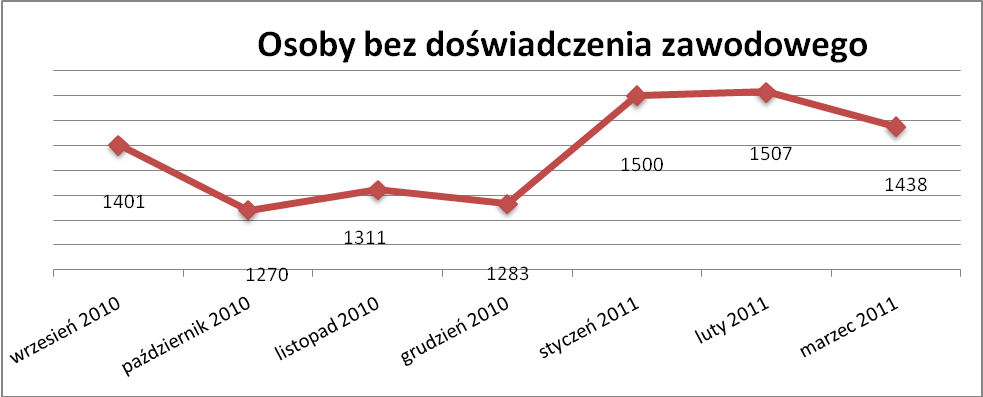 Osoby bez doświadczenia zawodowego
1401
1270
1311
1283
1500
1507
1438
wrzesień 2010
październik 2010
listopad 2010
grudzień 2010
styczeń 2011
luty 2011
marzec 2011